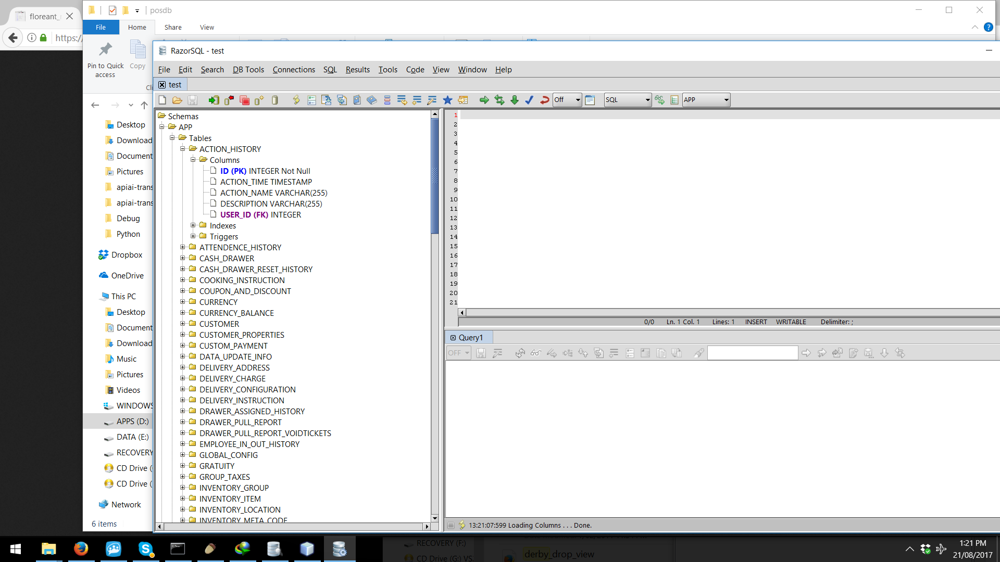 floreant_
https://
posdb
File
Home
Share
View
Pin to Quick access
Copy
Cli
Desktop
Download
Document
Pictures
apiai-trans
apiai-trans
Debug
Python
Dropbox
OneDrive
This PC
Desktop
Document
Download
Music
Pictures
Videos
WINDOWS
APPS (D:)
DATA (E:)
RECOVERY
CD Drive (
CD Drive (
Network
6 items
RazorSQL - test
File Edit Search DB Tools Connections SQL Results Tools Code View Window Help
test
Off
SQL
APP
Schemas
APP
Tables
ACTION_HISTORY
Columns
ID (PK) INTEGER Not Null
ACTION_TIME TIMESTAMP
ACTION_NAME VARCHAR(255)
DESCRIPTION VARCHAR(255)
USER_ID (FK) INTEGER
Indexes
Triggers
ATTENDENCE_HISTORY
CASH_DRAWER
CASH_DRAWER_RESET_HISTORY
COOKING_INSTRUCTION
COUPON_AND_DISCOUNT
CURRENCY
CURRENCY_BALANCE
CUSTOMER
CUSTOMER_PROPERTIES
CUSTOM_PAYMENT
DATA_UPDATE_INFO
DELIVERY_ADDRESS
DELIVERY_CHARGE
DELIVERY_CONFIGURATION
DELIVERY_INSTRUCTION
DRAWER_ASSIGNED_HISTORY
DRAWER_PULL_REPORT
DRAWER_PULL_REPORT_VOIDTICKETS
EMPLOYEE_IN_OUT_HISTORY
GLOBAL_CONFIG
GRATUITY
GROUP_TAXES
INVENTORY_GROUP
INVENTORY_ITEM
INVENTORY_LOCATION
INVENTORY_META_CODE
1
2
3
4
5
6
7
8
9
10
11
12
13
14
15
16
17
18
19
20
21
0/0 Ln. 1 Col. 1 Lines: 1 INSERT WRITABLE Delimiter: ;
Query1
OFF
13:21:07:599 Loading Columns . . . Done.
RECOVERY (F:)
CD Drive (G:) VS.
derby_drop_view
1:21 PM
21/08/2017